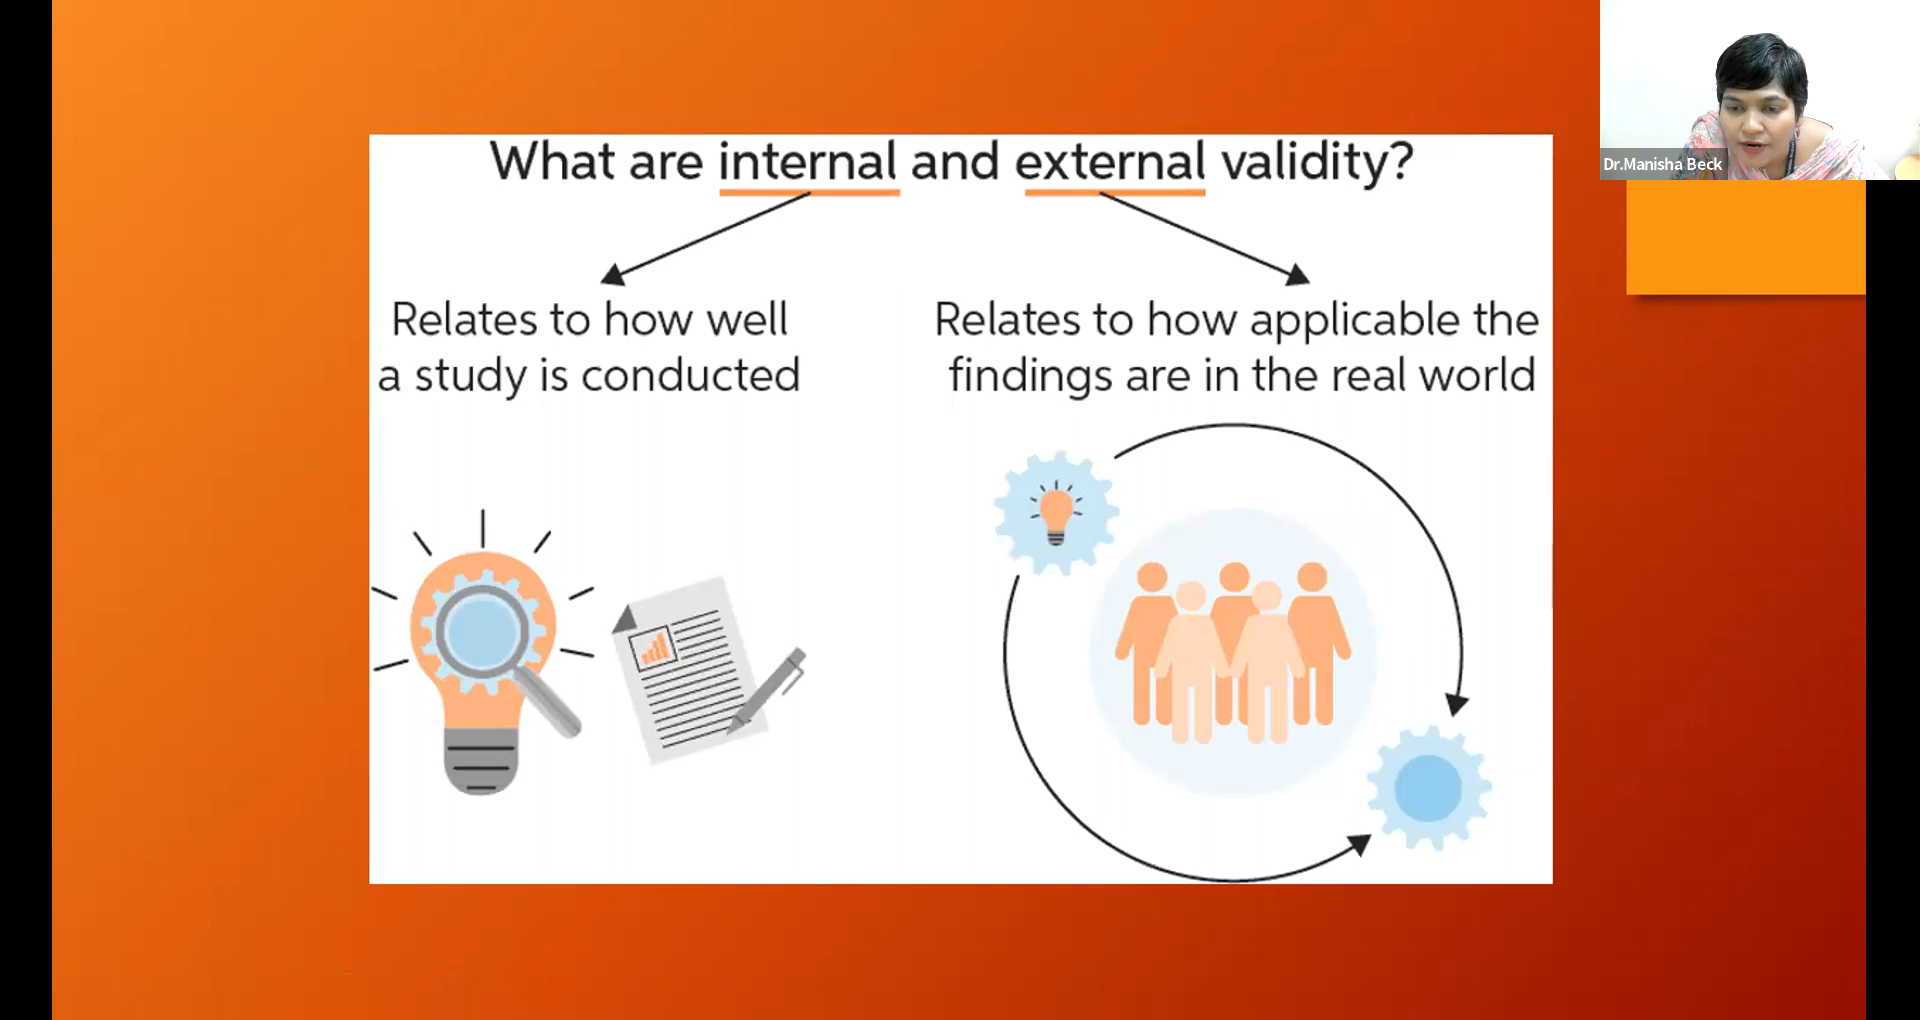 What are internal and external validity?
Relates to how well
a study is conducted
Relates to how applicable the
findings are in the real world
Dr.Manisha Beck